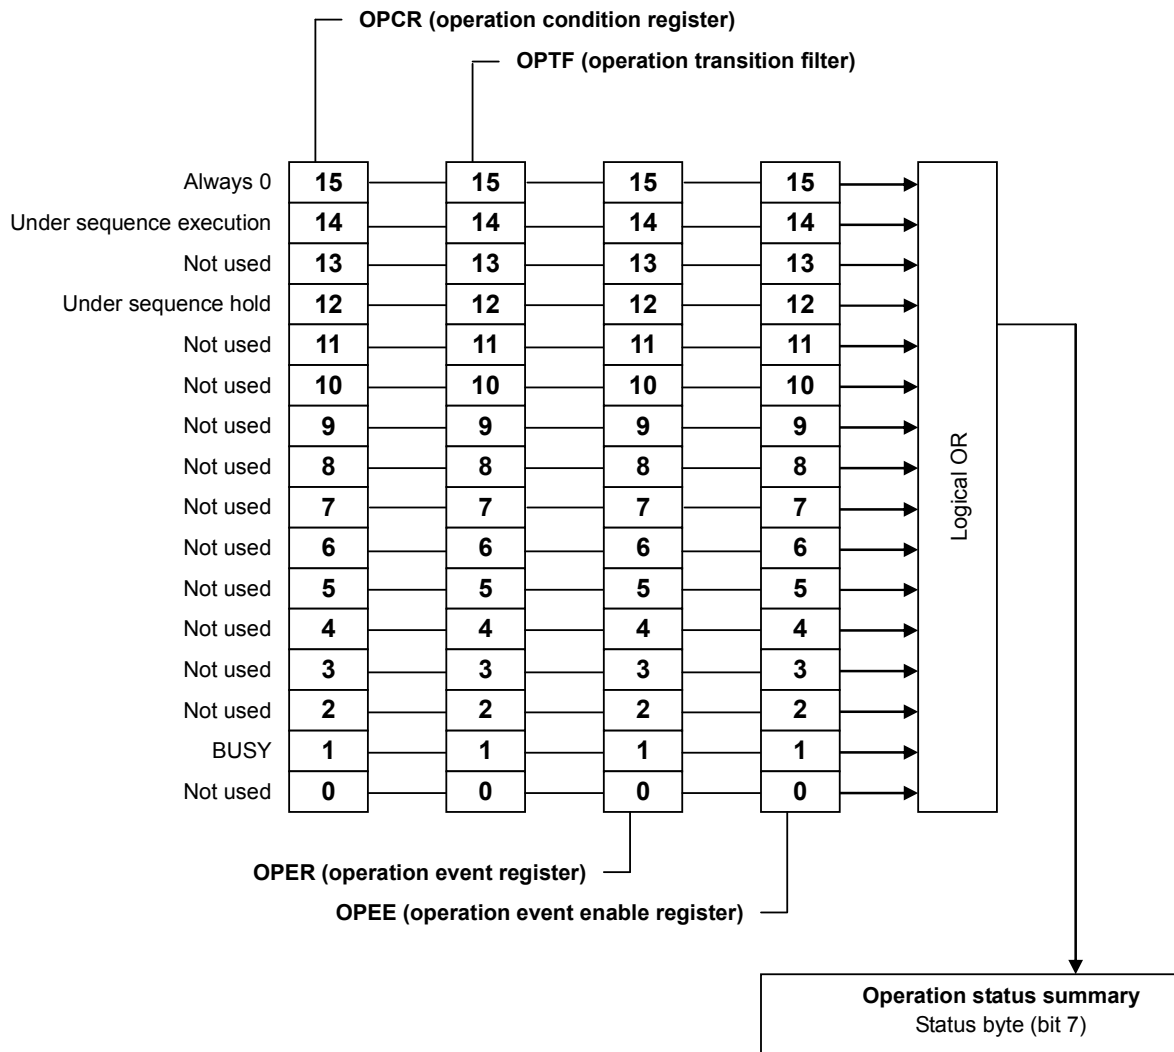 OPCR (operation condition register)
OPTF (operation transition filter)
Always 0 15 15 15 15
Under sequence execution 14 14 14 14
Not used 13 13 13 13
Under sequence hold 12 12 12 12
Not used 11 11 11 11
Not used 10 10 10 10
Not used 9 9 9 9
Not used 8 8 8 8
Not used 7 7 7 7
Not used 6 6 6 6
Not used 5 5 5 5
Not used 4 4 4 4
Not used 3 3 3 3
Not used 2 2 2 2
BUSY 1 1 1 1
Not used 0 0 0 0
Logical OR
OPER (operation event register)
OPEE (operation event enable register)
Operation status summary
Status byte (bit 7)